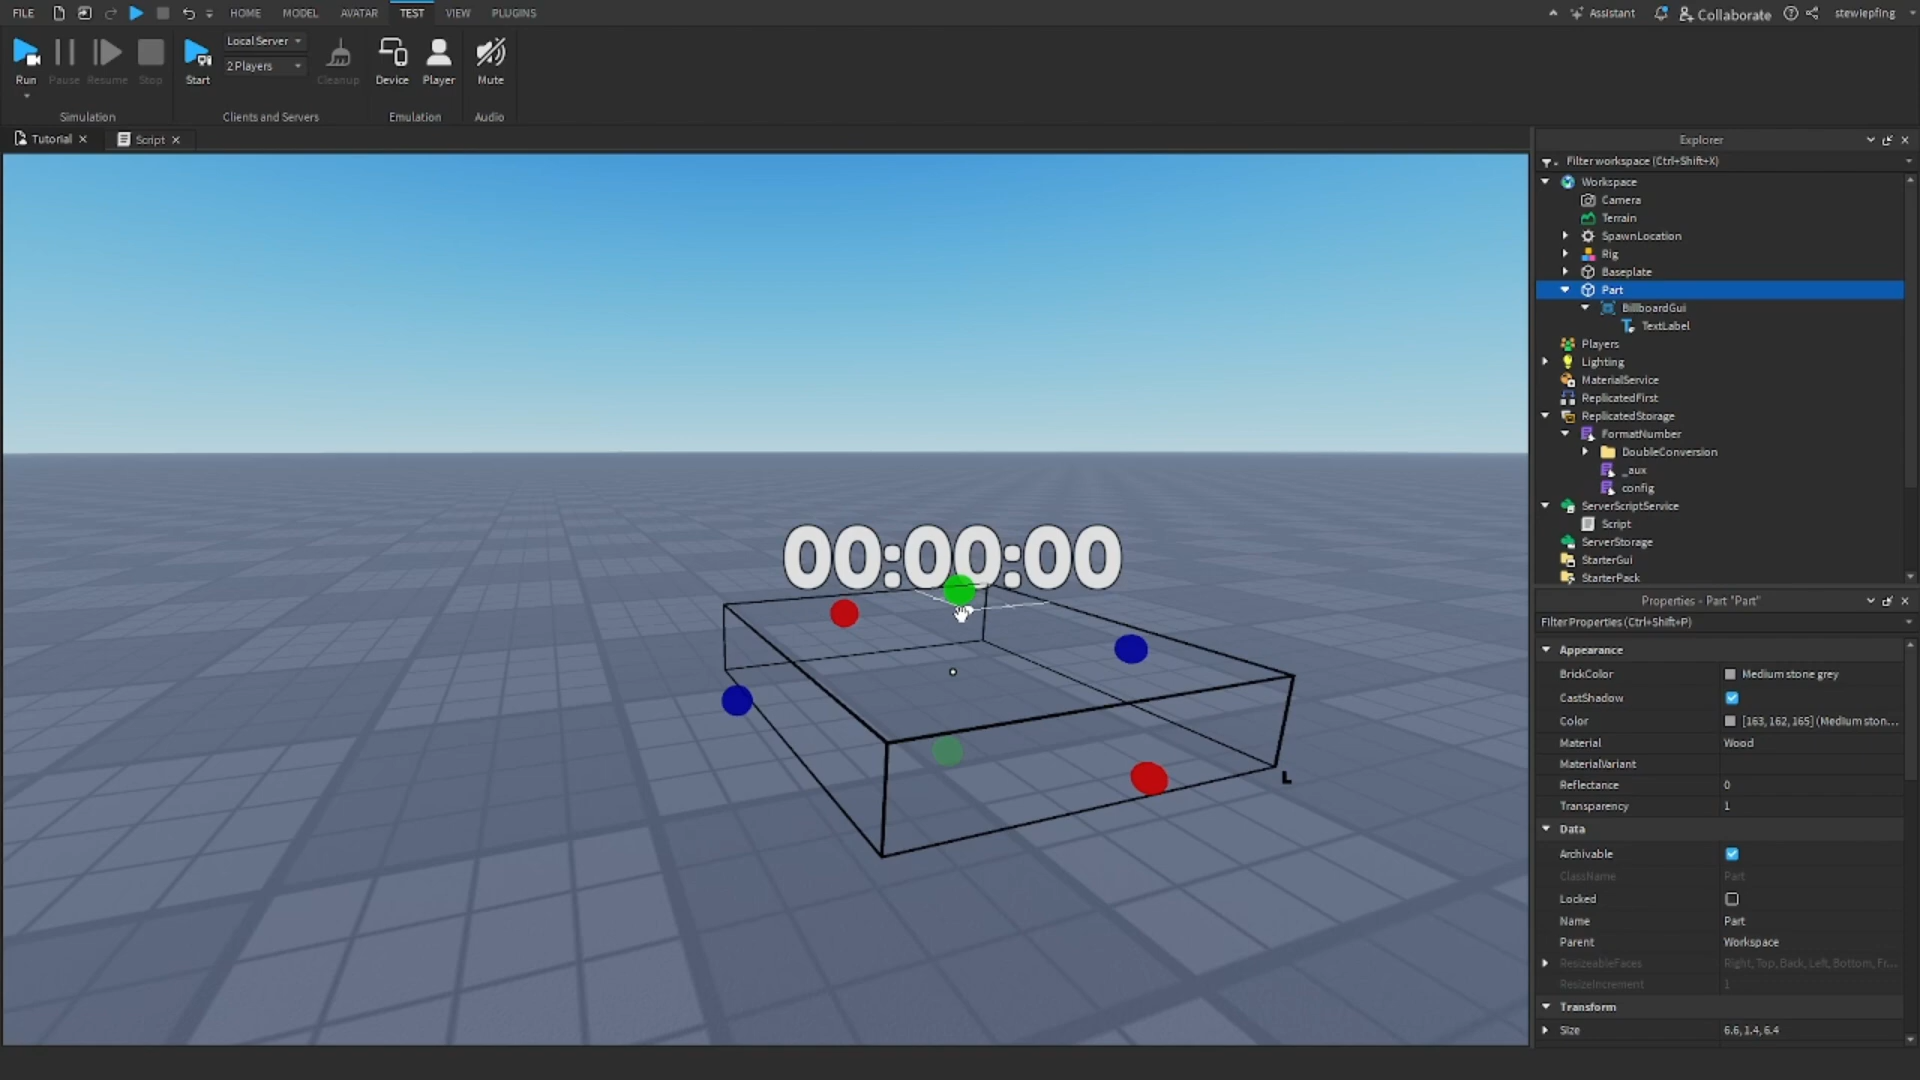 FILE HOME MODEL AVATAR TEST VIEW PLUGINS Assistant Collaborate stewiepfing
Run Pause Resume Stop Start Local Server 2 Players Cleanup Device Player Mute
Simulation Clients and Servers Emulation Audio
Tutorial Script
Explorer
Filter workspace (Ctrl+Shift+X)
Workspace
Camera
Terrain
SpawnLocation
Rig
Baseplate
Part
BillboardGui
TextLabel
Players
Lighting
MaterialService
ReplicatedFirst
ReplicatedStorage
FormatNumber
DoubleConversion
_aux
config
ServerScriptService
Script
ServerStorage
StarterGui
StarterPack
00:00:00
L
Properties - Part "Part"
Filter Properties (Ctrl+Shift+P)
Appearance
BrickColor Medium stone grey
CastShadow
Color [163, 162, 165] (Medium ston...
Material Wood
MaterialVariant
Reflectance 0
Transparency 1
Data
Archivable
ClassName Part
Locked
Name Part
Parent Workspace
ResizeableFaces Right, Top, Back, Left, Bottom, Fr...
ResizeIncrement 1
Transform
Size 6.6, 1.4, 6.4